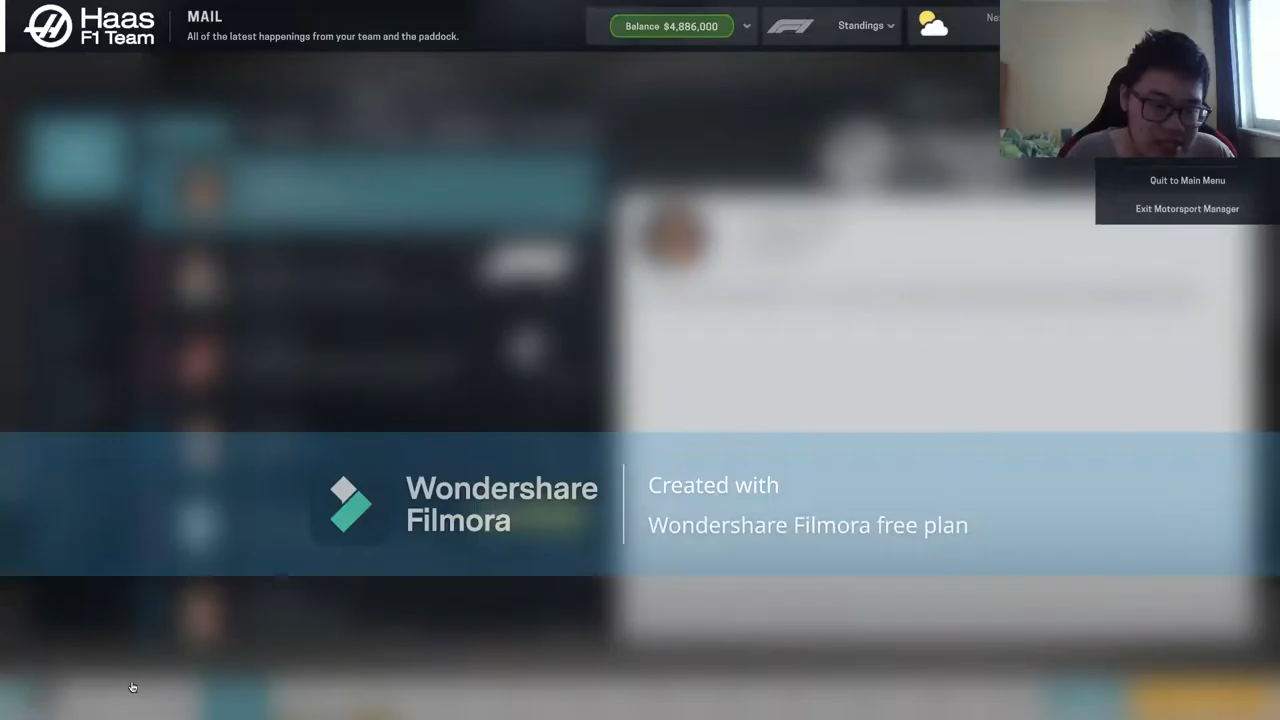 Haas
F1 Team
MAIL
All of the latest happenings from your team and the paddock.
Balance $4,886,000
Standings
Quit to Main Menu
Exit Motorsport Manager
Wondershare
Filmora
Created with
Wondershare Filmora free plan